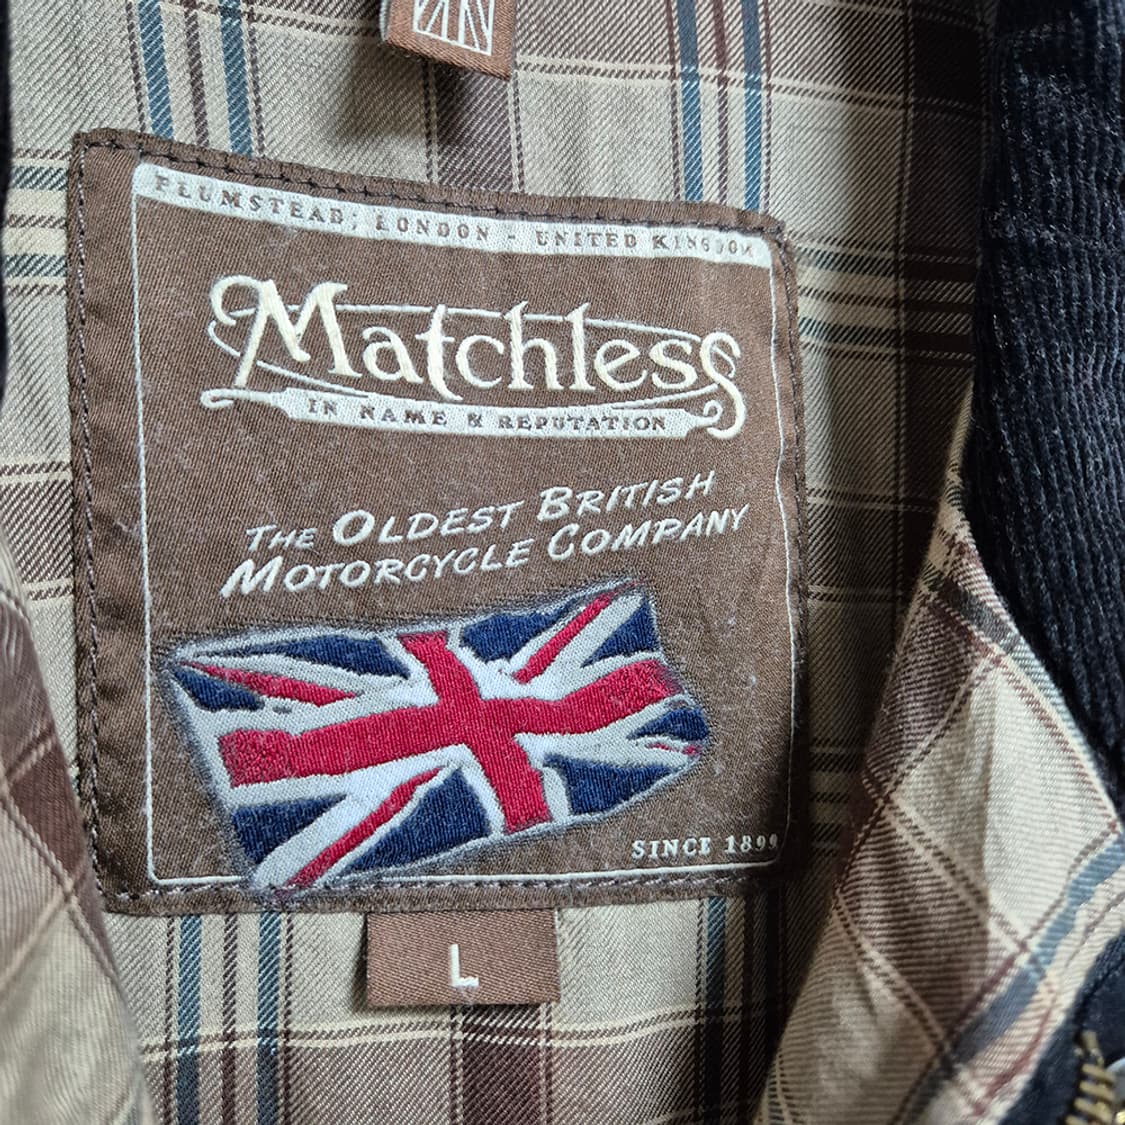 PLUMSTEAD, LONDON - UNITED KINGDOM
Matchless
IN NAME & REPUTATION
THE OLDEST BRITISH
MOTORCYCLE COMPANY
SINCE 1899
L